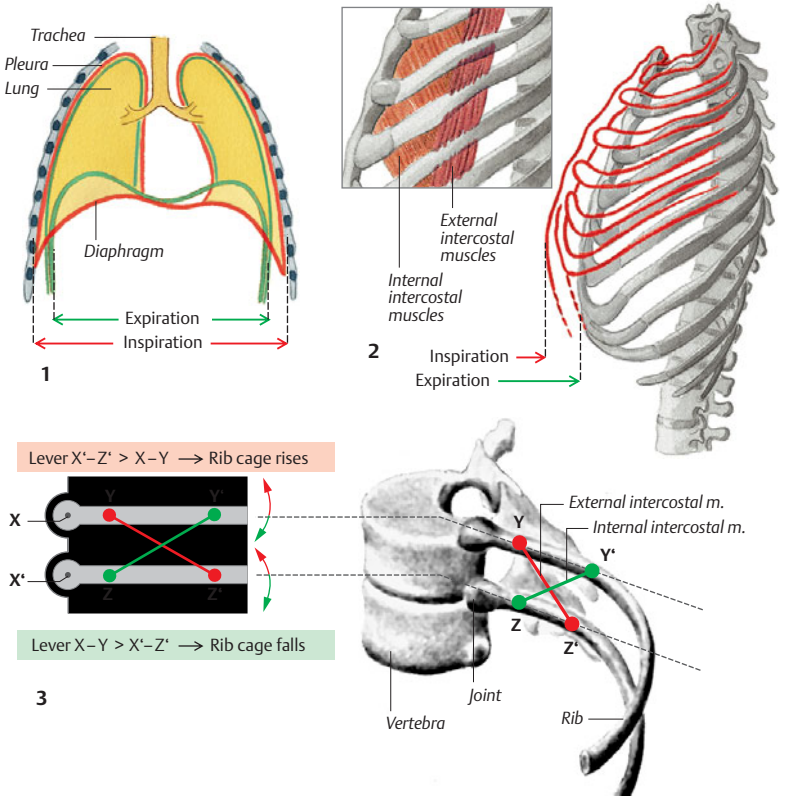 Trachea
Pleura
Lung
Diaphragm
Expiration
Inspiration
1
External
intercostal
muscles
Internal
intercostal
muscles
2
Inspiration
Expiration
Lever X‘–Z‘ > X–Y → Rib cage rises
Y Y‘
X
X‘
Z Z‘
Lever X–Y > X‘–Z‘ → Rib cage falls
3
External intercostal m.
Internal intercostal m.
Y
Y‘
Z
Z‘
Joint
Vertebra
Rib